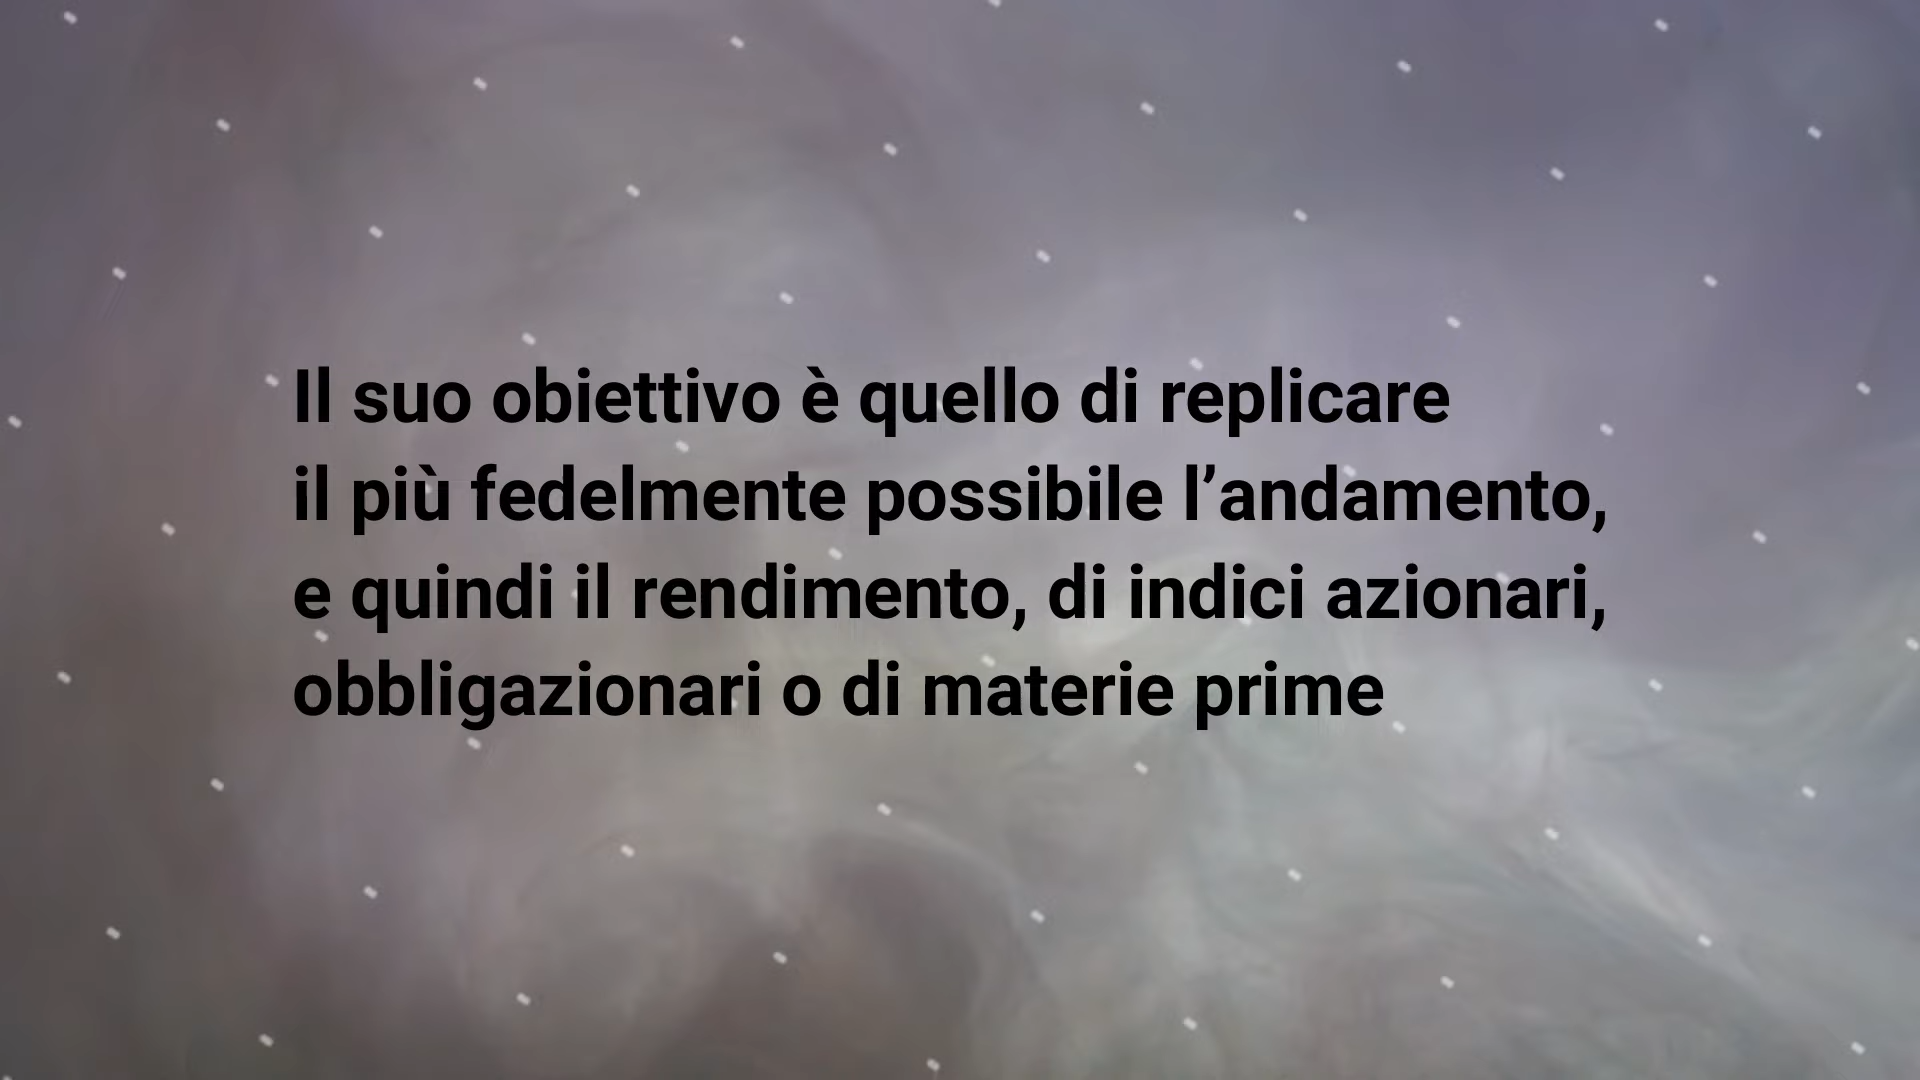 Il suo obiettivo è quello di replicare
il più fedelmente possibile l’andamento,
e quindi il rendimento, di indici azionari,
obbligazionari o di materie prime